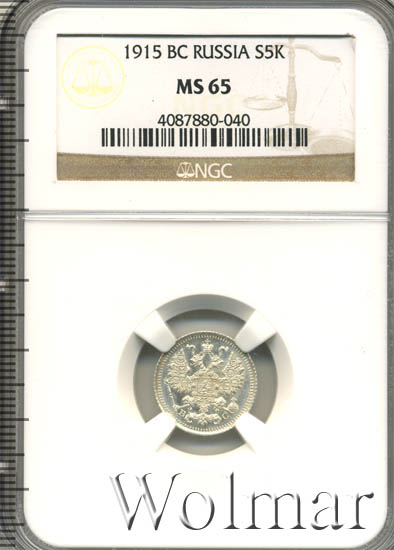 1915 BC RUSSIA S5K
MS 65
4087880-040
NGC
В С
Wolmar